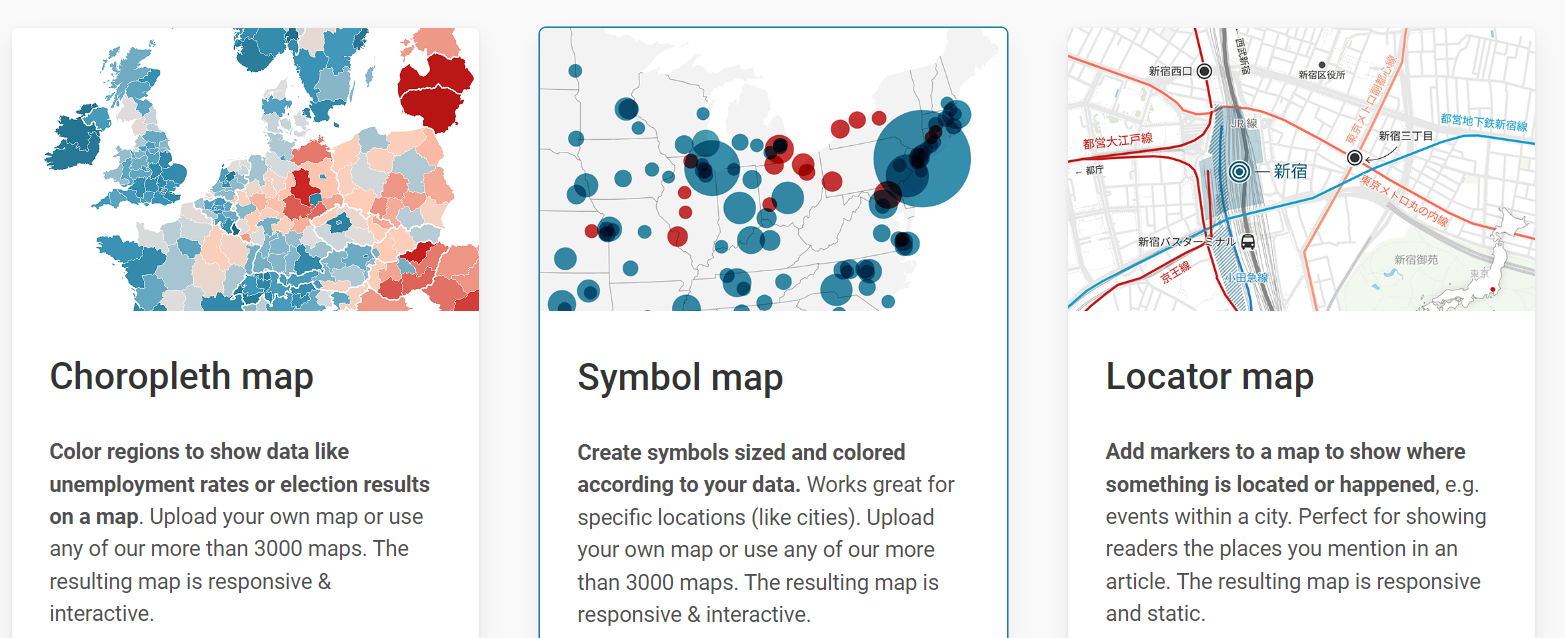 Choropleth map
Color regions to show data like
unemployment rates or election results
on a map. Upload your own map or use
any of our more than 3000 maps. The
resulting map is responsive &
interactive.
Symbol map
Create symbols sized and colored
according to your data. Works great for
specific locations (like cities). Upload
your own map or use any of our more
than 3000 maps. The resulting map is
responsive & interactive.
西武新宿
新宿西口
新宿区役所
東京メトロ副都心線
JR 線
都営地下鉄新宿線
都営大江戸線
新宿三丁目
← 都庁
新宿
東京メトロ丸の内線
新宿バスターミナル
京王線
小田急線
新宿御苑
東京
Locator map
Add markers to a map to show where
something is located or happened, e.g.
events within a city. Perfect for showing
readers the places you mention in an
article. The resulting map is responsive
and static.